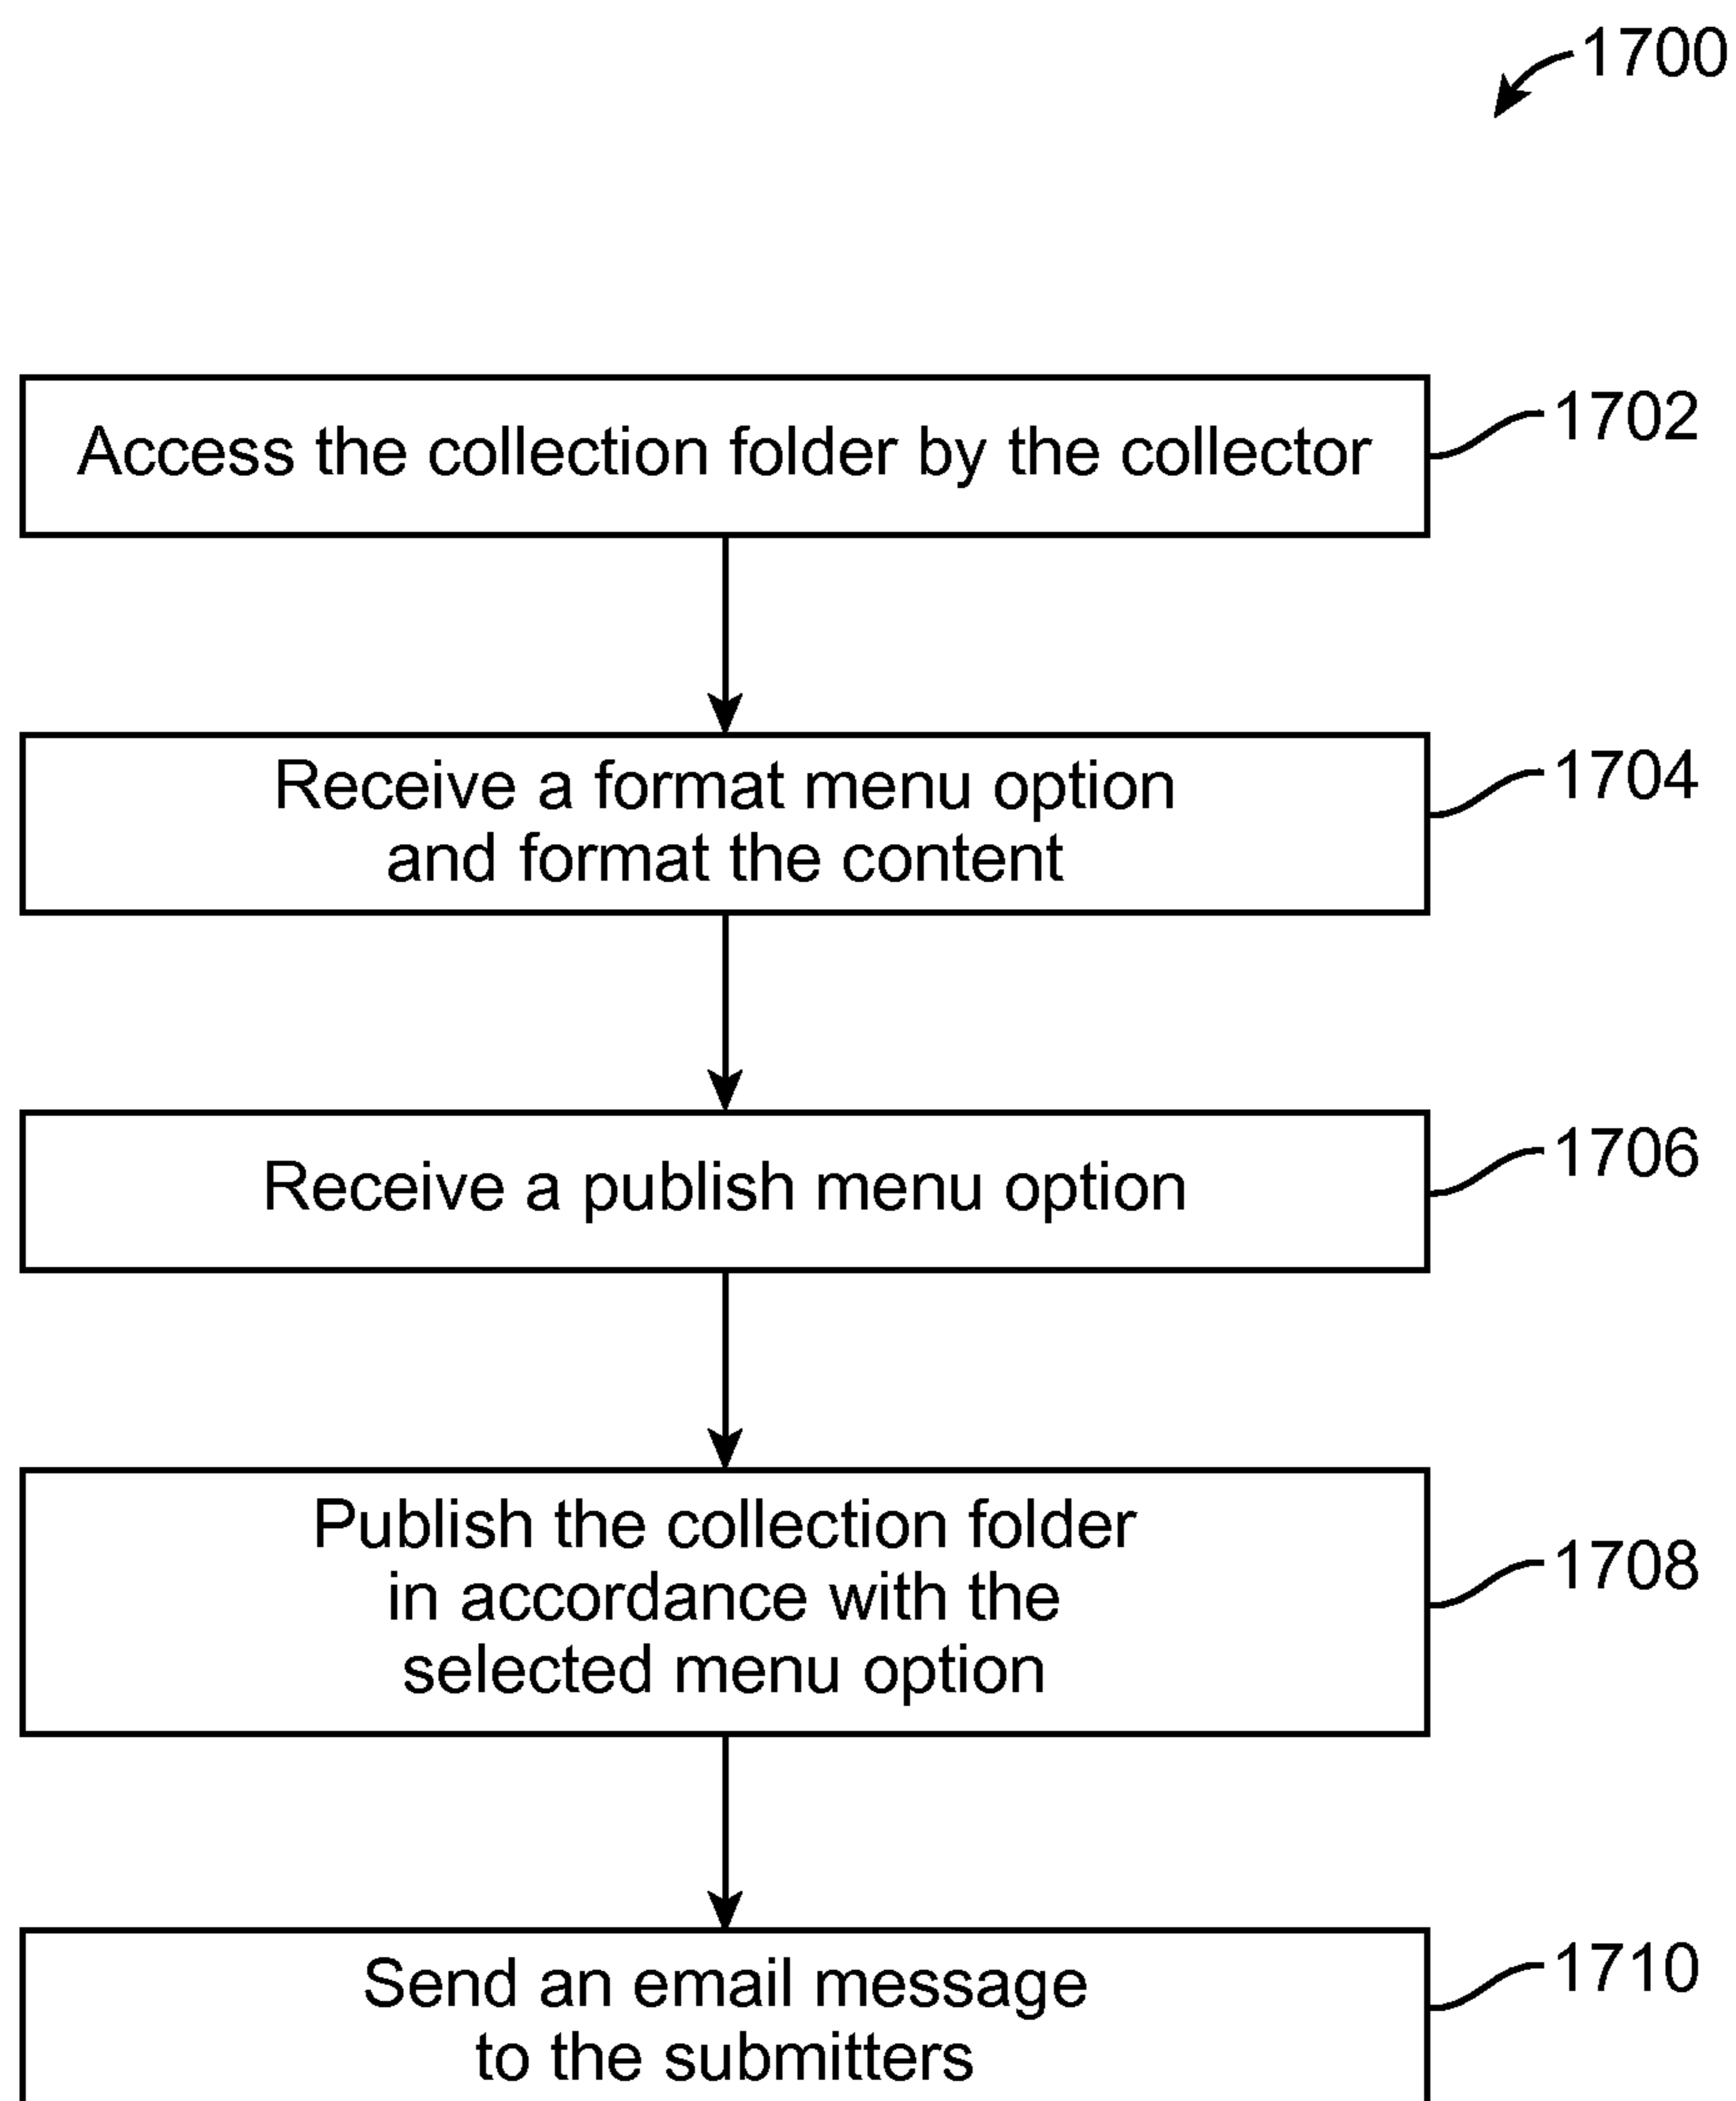 1700
Access the collection folder by the collector
1702
Receive a format menu option
and format the content
1704
Receive a publish menu option
1706
Publish the collection folder
in accordance with the
selected menu option
1708
Send an email message
to the submitters
1710